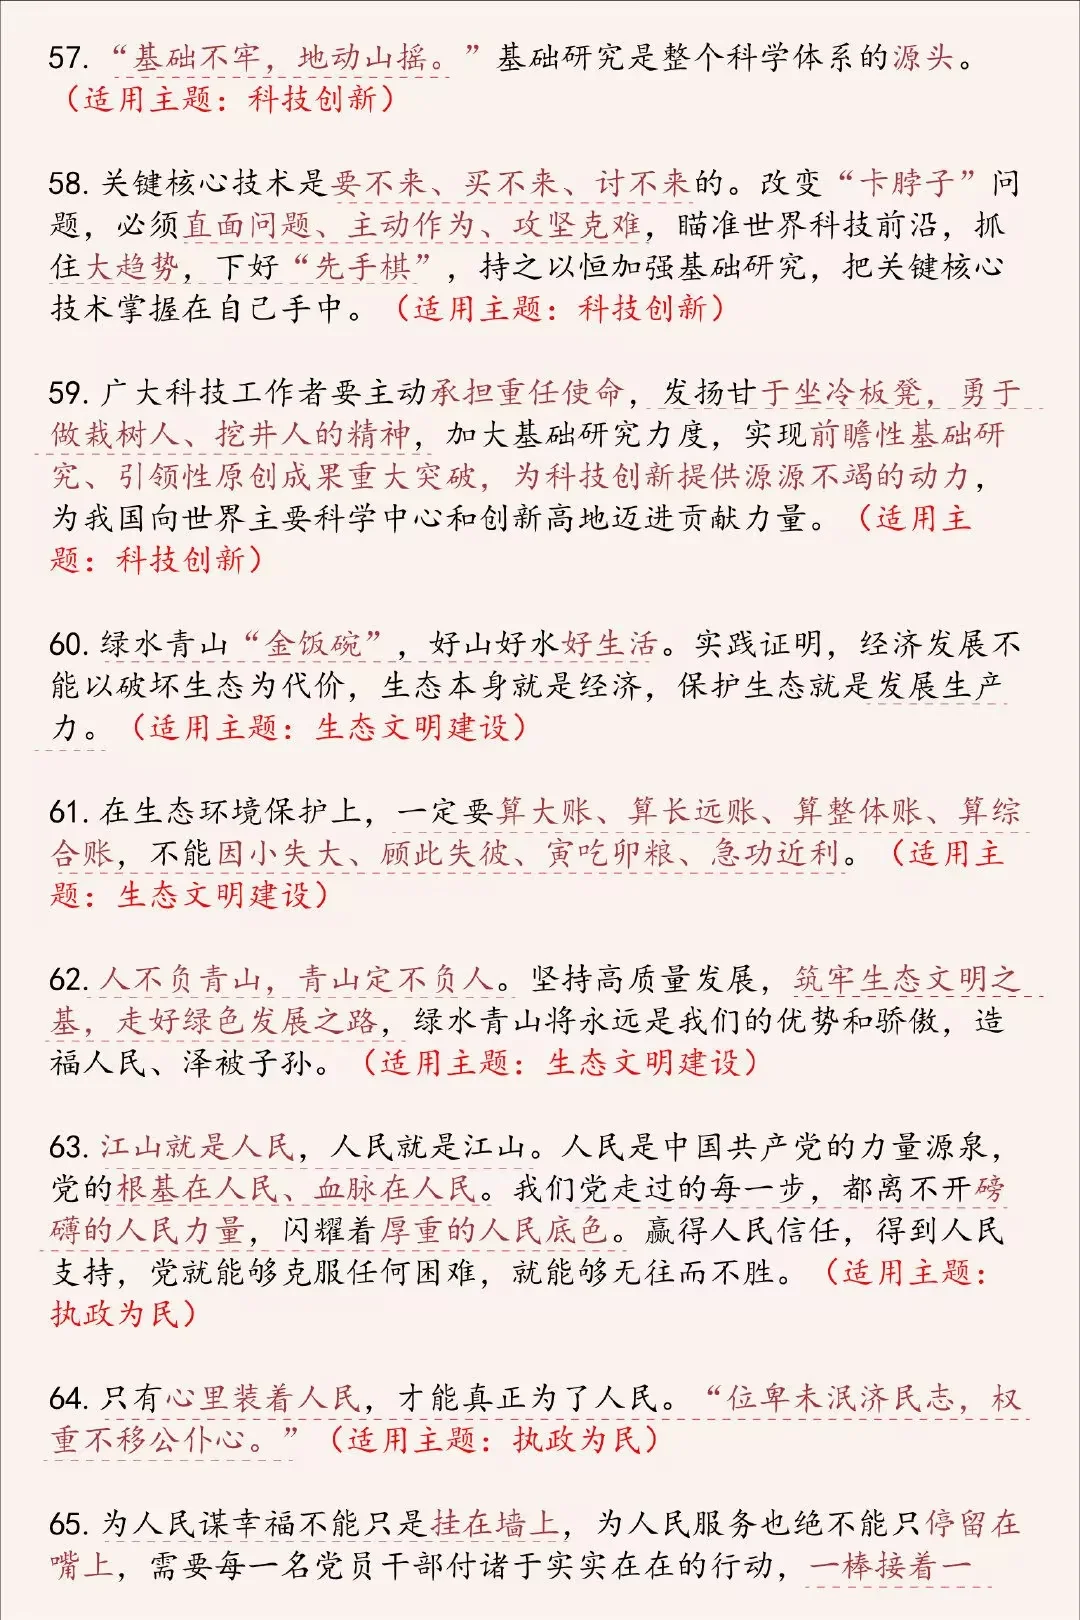 57. “基础不牢，地动山摇。”基础研究是整个科学体系的源头。
（适用主题：科技创新）
58. 关键核心技术是要不来、买不来、讨不来的。改变“卡脖子”问
题，必须直面问题、主动作为、攻坚克难，瞄准世界科技前沿，抓
住大趋势，下好“先手棋”，持之以恒加强基础研究，把关键核心
技术掌握在自己手中。（适用主题：科技创新）
59. 广大科技工作者要主动承担重任使命，发扬甘于坐冷板凳，勇于
做栽树人、挖井人的精神，加大基础研究力度，实现前瞻性基础研
究、引领性原创成果重大突破，为科技创新提供源源不竭的动力，
为我国向世界主要科学中心和创新高地迈进贡献力量。（适用主
题：科技创新）
60. 绿水青山“金饭碗”，好山好水好生活。实践证明，经济发展不
能以破坏生态为代价，生态本身就是经济，保护生态就是发展生产
力。（适用主题：生态文明建设）
61. 在生态环境保护上，一定要算大账、算长远账、算整体账、算综
合账，不能因小失大、顾此失彼、寅吃卯粮、急功近利。（适用主
题：生态文明建设）
62. 人不负青山，青山定不负人。坚持高质量发展，筑牢生态文明之
基，走好绿色发展之路，绿水青山将永远是我们的优势和骄傲，造
福人民、泽被子孙。（适用主题：生态文明建设）
63. 江山就是人民，人民就是江山。人民是中国共产党的力量源泉，
党的根基在人民、血脉在人民。我们党走过的每一步，都离不开磅
礴的人民力量，闪耀着厚重的人民底色。赢得人民信任，得到人民
支持，党就能够克服任何困难，就能够无往而不胜。（适用主题：
执政为民）
64. 只有心里装着人民，才能真正为了人民。“位卑未泯济民志，权
重不移公仆心。”（适用主题：执政为民）
65. 为人民谋幸福不能只是挂在墙上，为人民服务也绝不能只停留在
嘴上，需要每一名党员干部付诸于实实在在的行动，一棒接着一